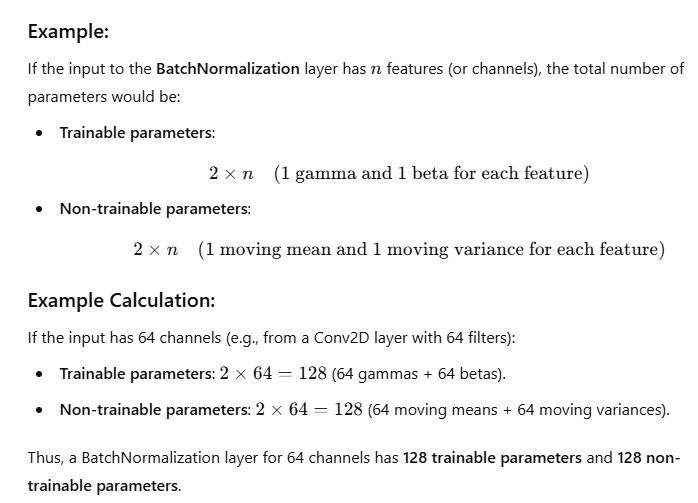 Example:
If the input to the BatchNormalization layer has n features (or channels), the total number of
parameters would be:
• Trainable parameters:
2 × n (1 gamma and 1 beta for each feature)
• Non-trainable parameters:
2 × n (1 moving mean and 1 moving variance for each feature)
Example Calculation:
If the input has 64 channels (e.g., from a Conv2D layer with 64 filters):
• Trainable parameters: 2 × 64 = 128 (64 gammas + 64 betas).
• Non-trainable parameters: 2 × 64 = 128 (64 moving means + 64 moving variances).
Thus, a BatchNormalization layer for 64 channels has 128 trainable parameters and 128 non-
trainable parameters.